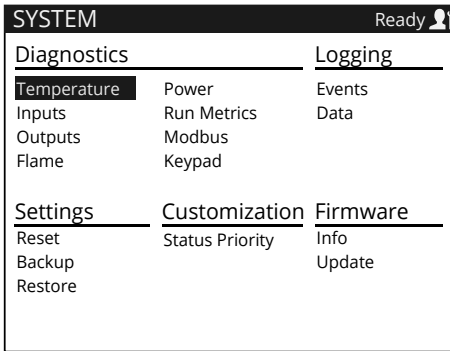 SYSTEM Ready
Diagnostics Logging
Temperature Power Events
Inputs Run Metrics Data
Outputs Modbus
Flame Keypad
Settings Customization Firmware
Reset Status Priority Info
Backup Update
Restore